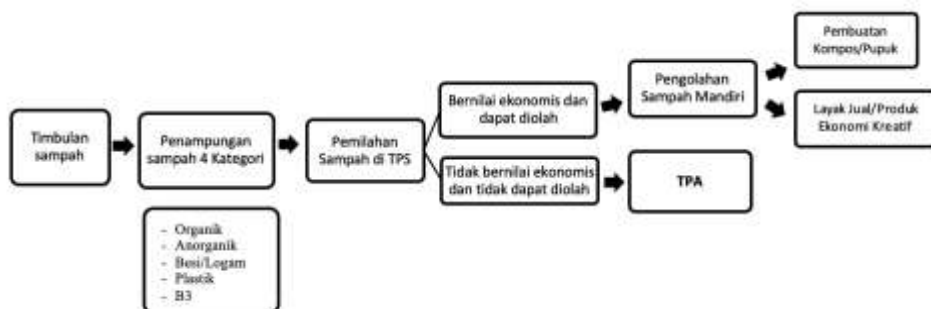 Timbulan
sampah
Penampungan
sampah 4 Kategori
- Organik
- Anorganik
- Besi/Logam
- Plastik
- B3
Pemilahan
Sampah di TPS
Bernilai ekonomis dan
dapat diolah
Tidak bernilai ekonomis
dan tidak dapat diolah
Pengolahan
Sampah Mandiri
TPA
Pembuatan
Kompos/Pupuk
Layak Jual/Produk
Ekonomi Kreatif